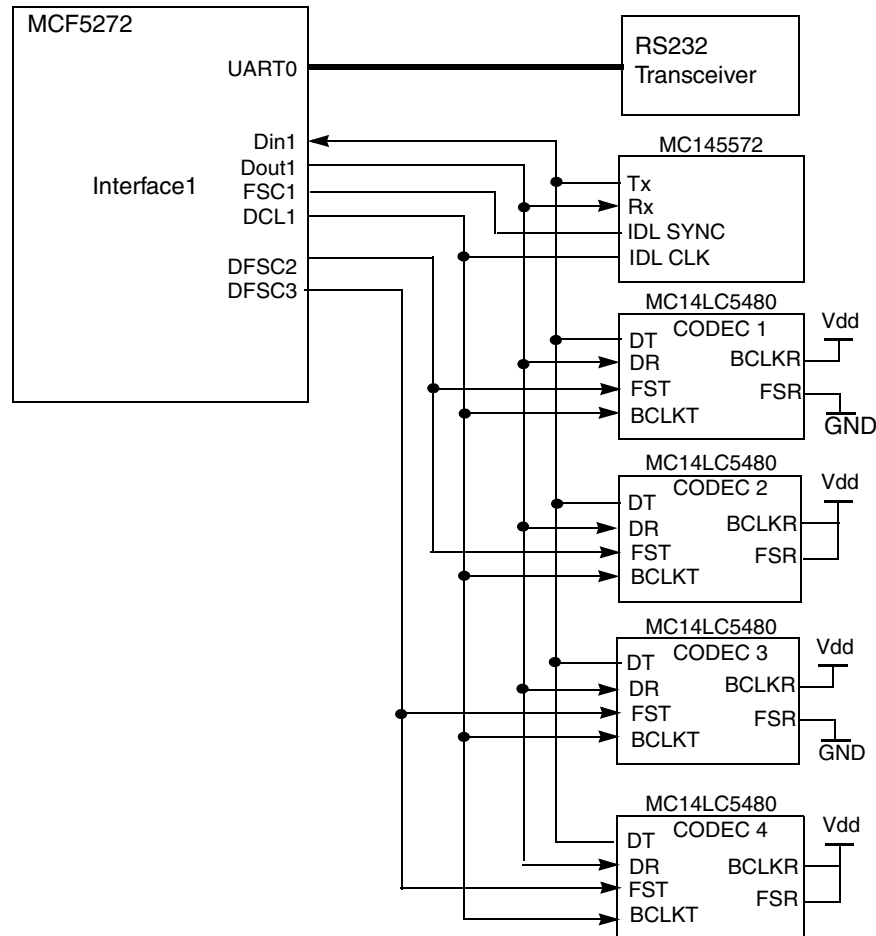 MCF5272
UART0
RS232
Transceiver
Din1
Dout1
Interface1
FSC1
DCL1
DFSC2
DFSC3
MC145572
Tx
Rx
IDL SYNC
IDL CLK
MC14LC5480
CODEC 1
DT
DR
FST
BCLKT
BCLKR
FSR
Vdd
GND
MC14LC5480
CODEC 2
DT
DR
FST
BCLKT
BCLKR
FSR
Vdd
MC14LC5480
CODEC 3
DT
DR
FST
BCLKT
BCLKR
FSR
Vdd
GND
MC14LC5480
CODEC 4
DT
DR
FST
BCLKT
BCLKR
FSR
Vdd